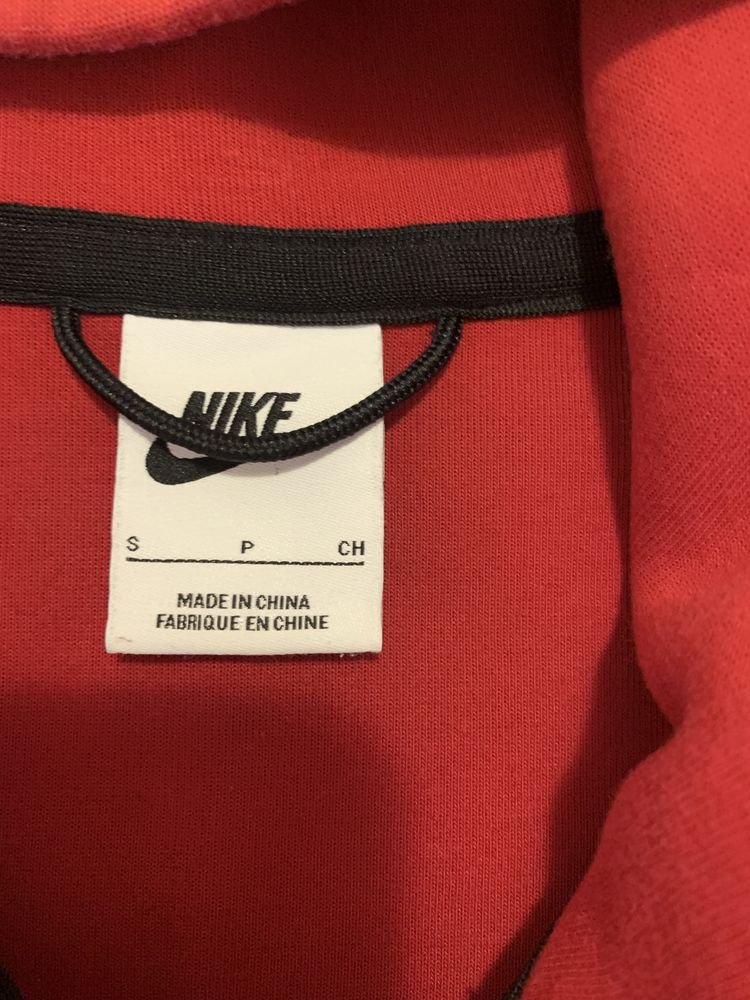 NIKE
S P CH
MADE IN CHINA
FABRIQUE EN CHINE